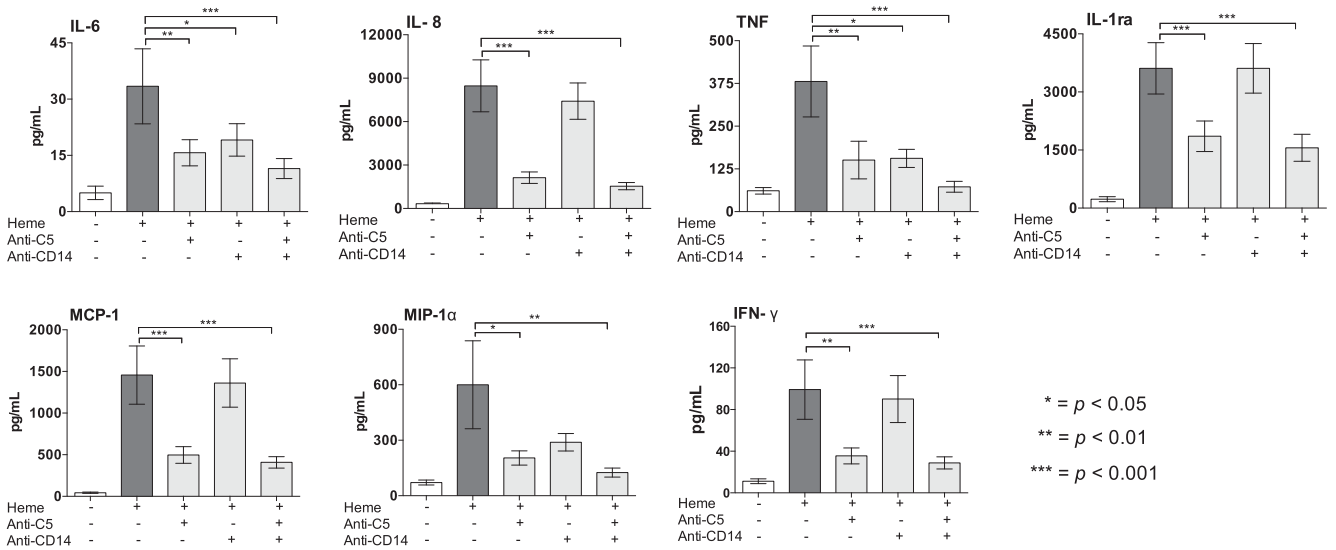 IL-6
*** 
* 
** 
45
30
15
0
pg/mL
Heme - + + + +
Anti-C5 - - + - +
Anti-CD14 - - - + +
IL- 8
***
***
12000
9000
6000
3000
0
pg/mL
Heme - + + + +
Anti-C5 - - + - +
Anti-CD14 - - - + +
TNF
***
*
**
500
375
250
125
0
pg/mL
Heme - + + + +
Anti-C5 - - + - +
Anti-CD14 - - - + +
IL-1ra
***
***
4500
3000
1500
0
pg/mL
Heme - + + + +
Anti-C5 - - + - +
Anti-CD14 - - - + +
MCP-1
***
***
2000
1500
1000
500
0
pg/mL
Heme - + + + +
Anti-C5 - - + - +
Anti-CD14 - - - + +
MIP-1α
**
*
900
600
300
0
pg/mL
Heme - + + + +
Anti-C5 - - + - +
Anti-CD14 - - - + +
IFN- γ
***
**
160
120
80
40
0
pg/mL
Heme - + + + +
Anti-C5 - - + - +
Anti-CD14 - - - + +
* = p < 0.05
** = p < 0.01
*** = p < 0.001